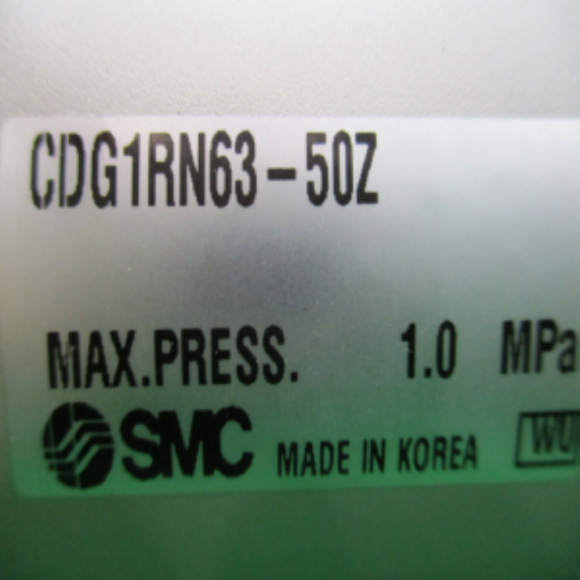 CDG1RN63-50Z
MAX.PRESS. 1.0 MPa
SMC MADE IN KOREA